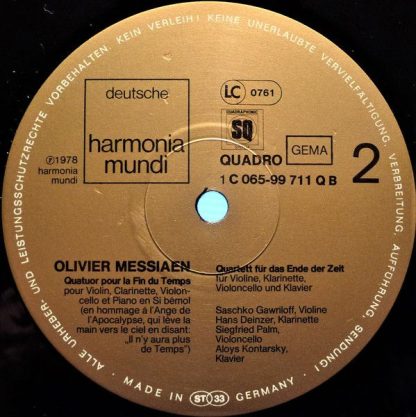 ALLE URHEBER- UND LEISTUNGSSCHUTZRECHTE VORBEHALTEN. KEIN VERLEIH! KEINE UNERLAUBTE VERVIELFÄLTIGUNG, VERBREITUNG, AUFFÜHRUNG, SENDUNG!
deutsche
harmonia
mundi
℗ 1978
harmonia
mundi
LC 0761
QUADRAPHONIC
SQ
QUADRO
GEMA
1 C 065-99 711 Q B
2
OLIVIER MESSIAEN
Quatuor pour la Fin du Temps
pour Violin, Clarinette, Violon-
cello et Piano en Si bémol
(en hommage à l'Ange de
l'Apocalypse, qui lève la
main vers le ciel en disant:
„Il n'y aura plus
de Temps")
Quartett für das Ende der Zeit
für Violine, Klarinette,
Violoncello und Klavier
Saschko Gawriloff, Violine
Hans Deinzer, Klarinette
Siegfried Palm,
Violoncello
Aloys Kontarsky,
Klavier
MADE IN ST 33 GERMANY